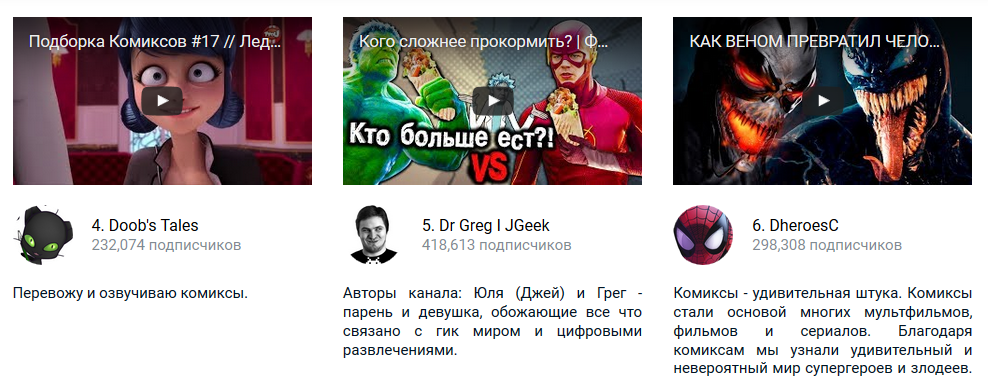 Подборка Комиксов #17 // Лед...
Кого сложнее прокормить? | Ф...
КАК ВЕНОМ ПРЕВРАТИЛ ЧЕЛО...
Кто больше ест?!
VS
4. Doob's Tales
232,074 подписчиков
5. Dr Greg I JGeek
418,613 подписчиков
6. DheroesC
298,308 подписчиков
Перевожу и озвучиваю комиксы.
Авторы канала: Юля (Джей) и Грег -
парень и девушка, обожающие все что
связано с гик миром и цифровыми
развлечениями.
Комиксы - удивительная штука. Комиксы
стали основой многих мультфильмов,
фильмов и сериалов. Благодаря
комиксам мы узнали удивительный и
невероятный мир супергероев и злодеев.